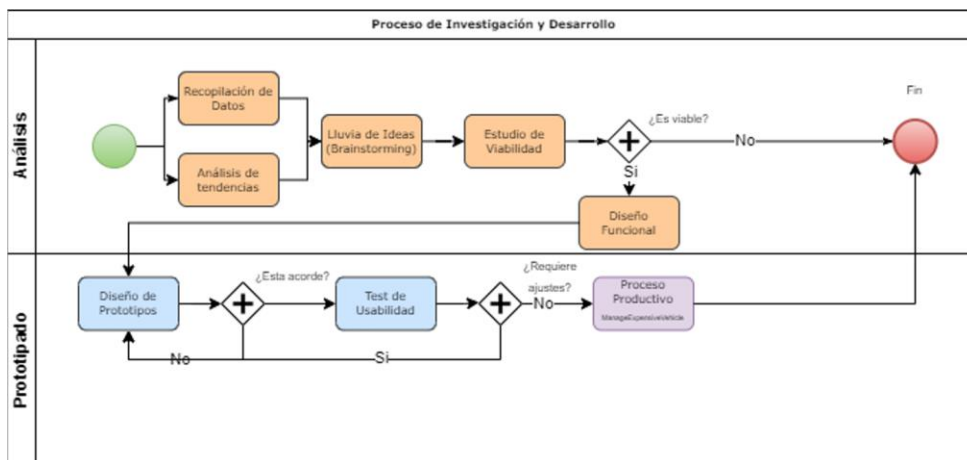 Proceso de Investigación y Desarrollo
Análisis
Recopilación de
Datos
Análisis de
tendencias
Lluvia de Ideas
(Brainstorming)
Estudio de
Viabilidad
¿Es viable?
No
Si
Fin
Diseño
Funcional
Prototipado
Diseño de
Prototipos
¿Esta acorde?
No
Test de
Usabilidad
¿Requiere
ajustes?
No
Si
Proceso
Productivo
ManageExpensiveVehicle